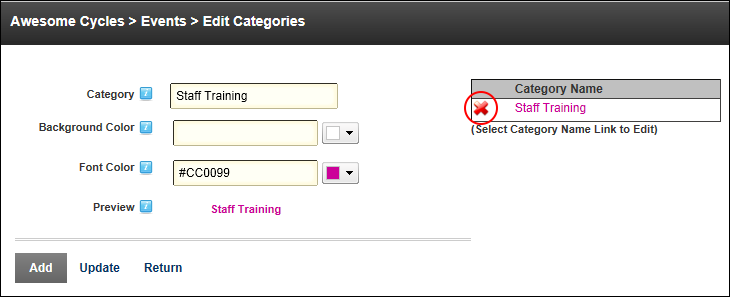 Awesome Cycles > Events > Edit Categories
Category
Staff Training
Background Color
Font Color
#CC0099
Preview
Staff Training
Category Name
Staff Training
(Select Category Name Link to Edit)
Add Update Return